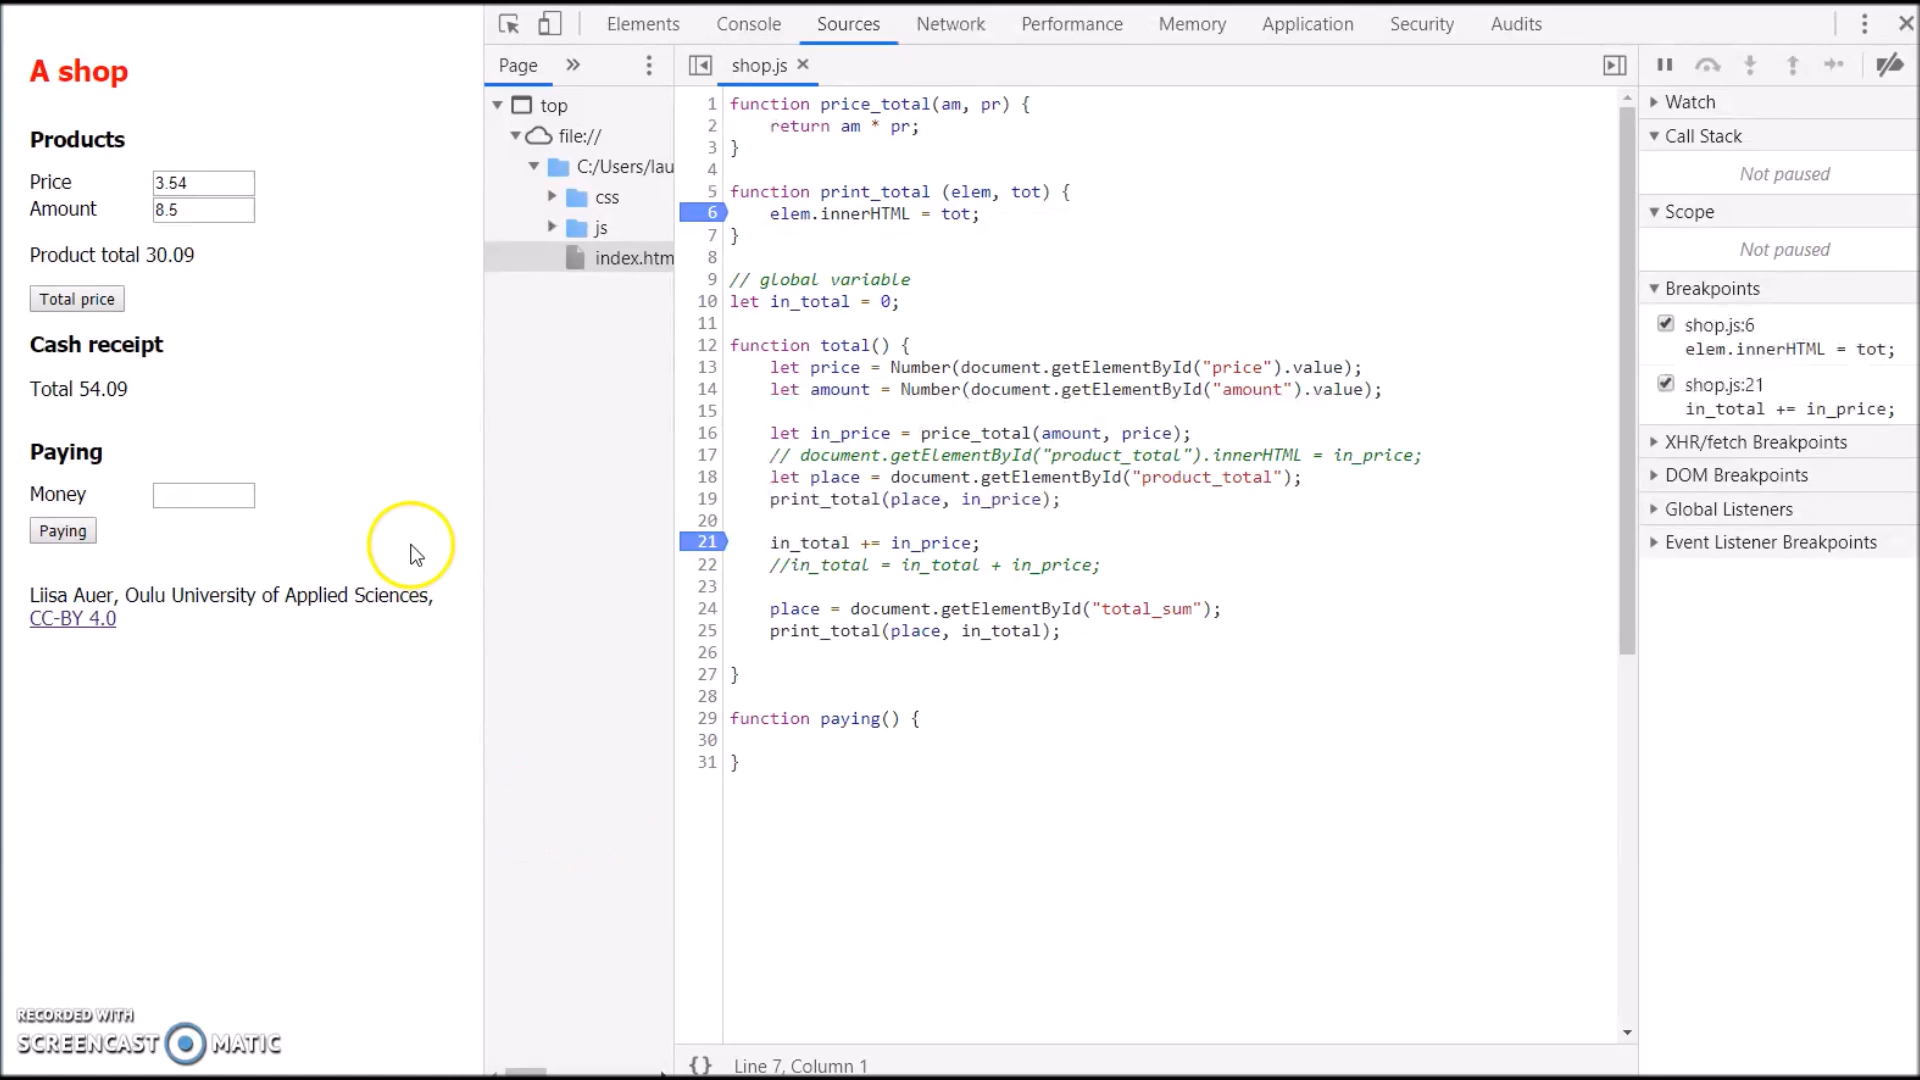 A shop
Products
Price 3.54
Amount 8.5
Product total 30.09
Total price
Cash receipt
Total 54.09
Paying
Money
Paying
Liisa Auer, Oulu University of Applied Sciences,
CC-BY 4.0
RECORDED WITH
SCREENCAST MATIC
Elements Console Sources Network Performance Memory Application Security Audits
Page
top
file://
C:/Users/lau
css
js
index.htm
shop.js
1 function price_total(am, pr) {
2 return am * pr;
3 }
4
5 function print_total (elem, tot) {
6 elem.innerHTML = tot;
7 }
8
9 // global variable
10 let in_total = 0;
11
12 function total() {
13 let price = Number(document.getElementById("price").value);
14 let amount = Number(document.getElementById("amount").value);
15
16 let in_price = price_total(amount, price);
17 // document.getElementById("product_total").innerHTML = in_price;
18 let place = document.getElementById("product_total");
19 print_total(place, in_price);
20
21 in_total += in_price;
22 //in_total = in_total + in_price;
23
24 place = document.getElementById("total_sum");
25 print_total(place, in_total);
26
27 }
28
29 function paying() {
30
31 }
{} Line 7, Column 1
Watch
Call Stack
Not paused
Scope
Not paused
Breakpoints
shop.js:6
elem.innerHTML = tot;
shop.js:21
in_total += in_price;
XHR/fetch Breakpoints
DOM Breakpoints
Global Listeners
Event Listener Breakpoints